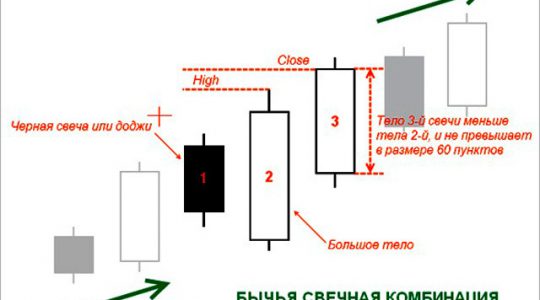 Close
High
Черная свеча или доджи
1
2
3
Тело 3-й свечи меньше
тела 2-й, и не превышает
в размере 60 пунктов
Большое тело
БЫЧЬЯ СВЕЧНАЯ КОМБИНАЦИЯ